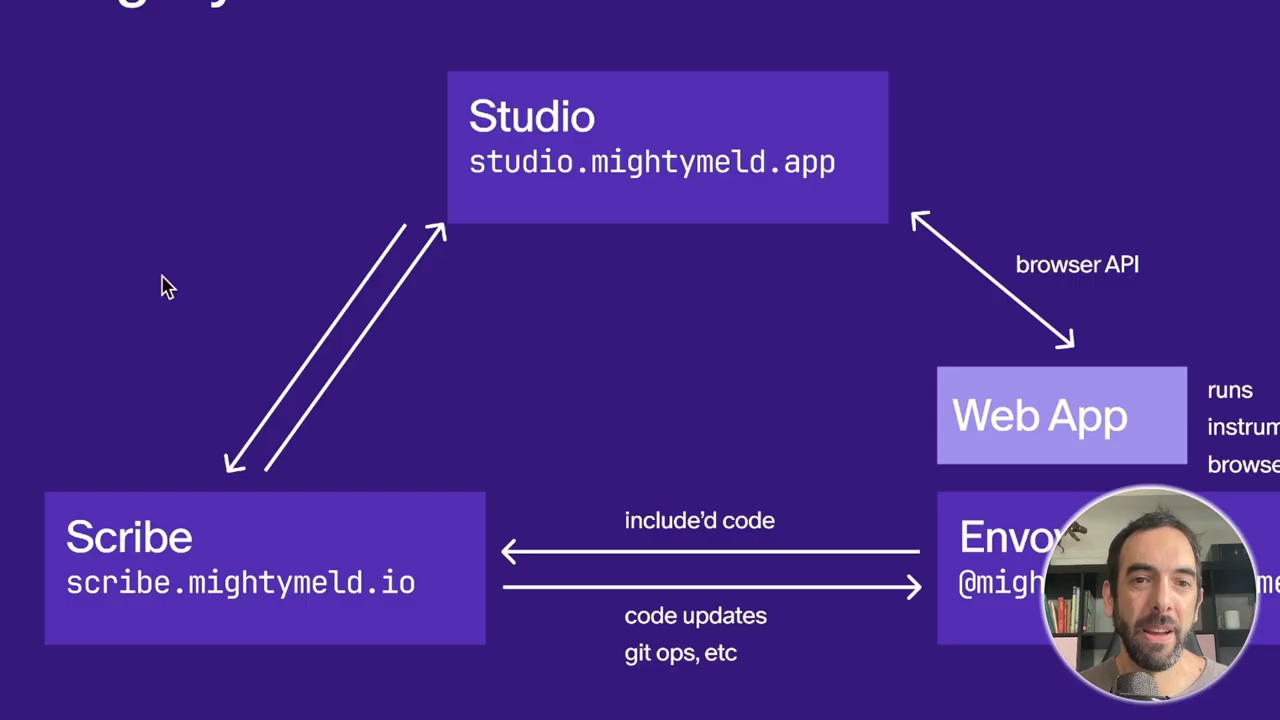 Studio
studio.mightymeld.app
browser API
Web App
runs
scribe.mightymeld.io
Scribe
include'd code
code updates
git ops, etc